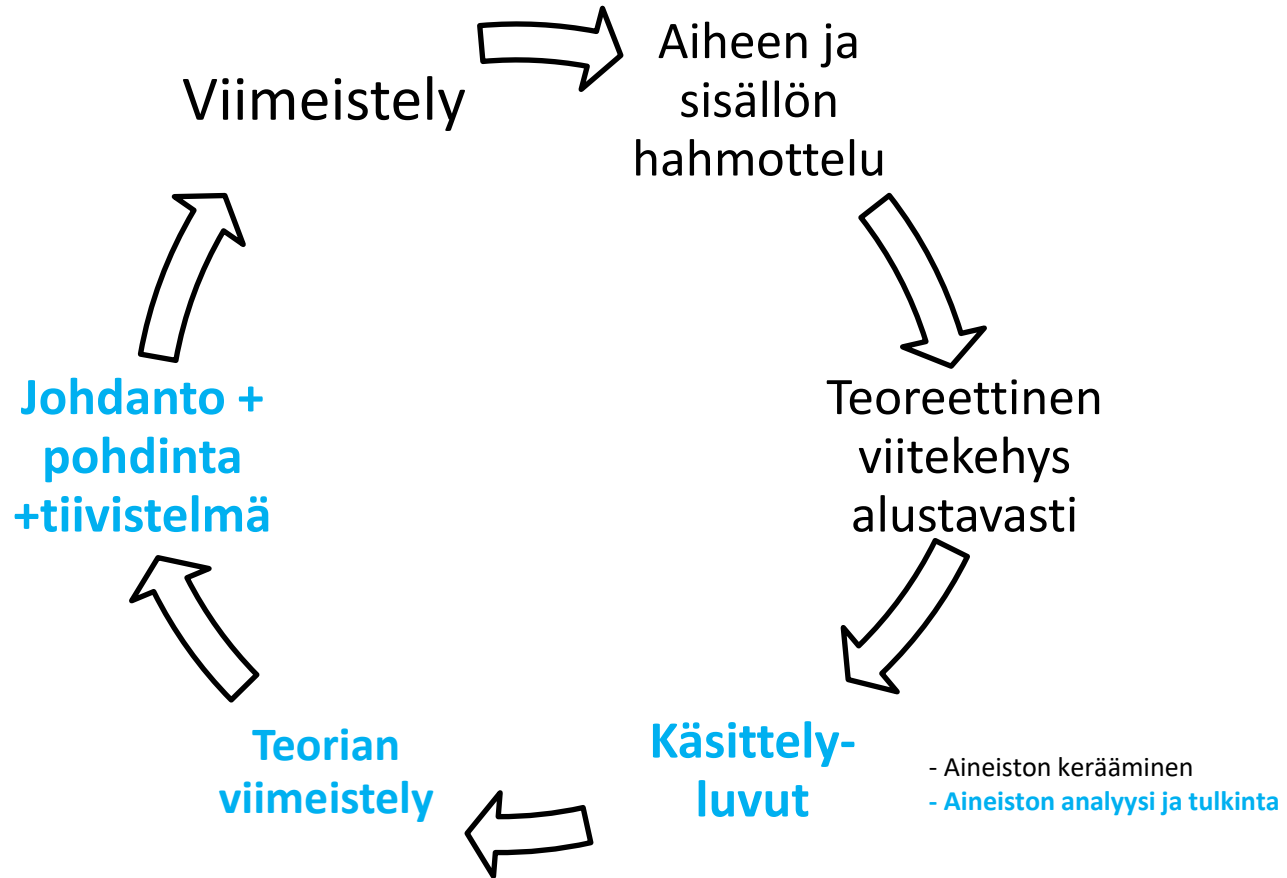 Viimeistely
Aiheen ja
sisällön
hahmottelu
Teoreettinen
viitekehys
alustavasti
Käsittely-
luvut
- Aineiston kerääminen
- Aineiston analyysi ja tulkinta
Teorian
viimeistely
Johdanto +
pohdinta
+tiivistelmä